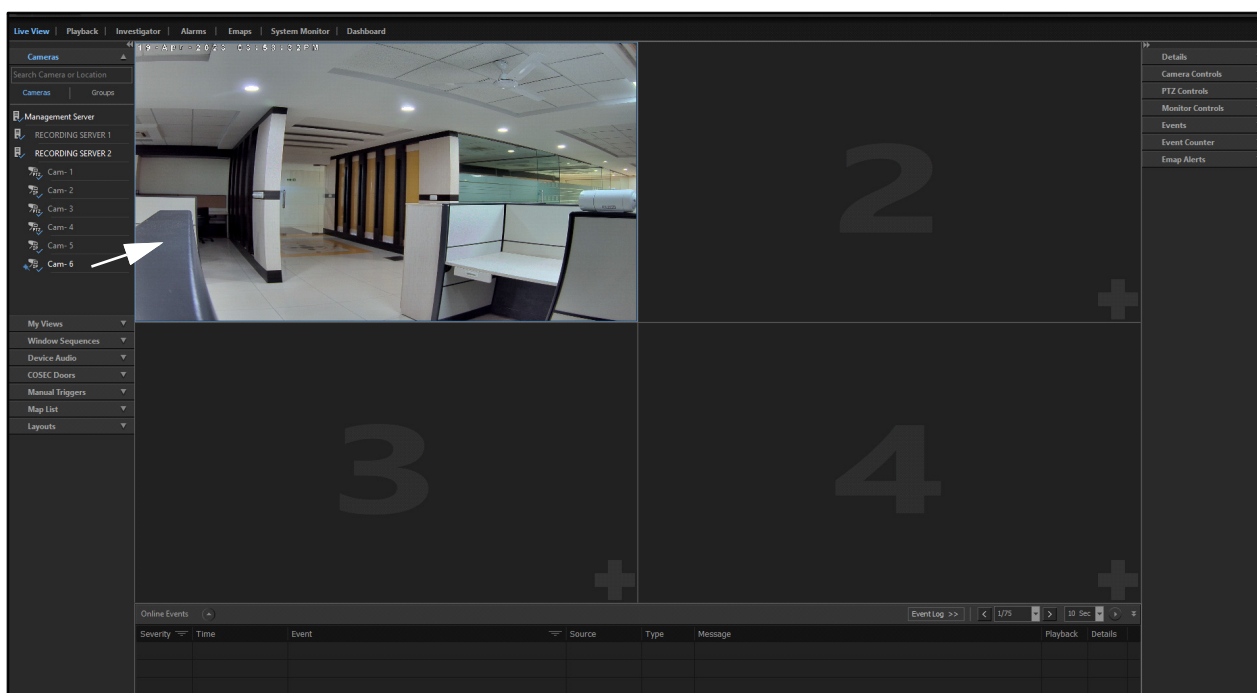 Live View | Playback | Investigator | Alarms | Emaps | System Monitor | Dashboard
Cameras
Search Camera or Location
Cameras | Groups
Management Server
RECORDING SERVER 1
RECORDING SERVER 2
Cam- 1
Cam- 2
Cam- 3
Cam- 4
Cam- 5
Cam- 6
My Views
Window Sequences
Device Audio
COSEC Doors
Manual Triggers
Map List
Layouts
2
3
4
Online Events
Event Log >>
1/75
10 Sec
Severity Time Event Source Type Message Playback Details
Details
Camera Controls
PTZ Controls
Monitor Controls
Events
Event Counter
Emap Alerts